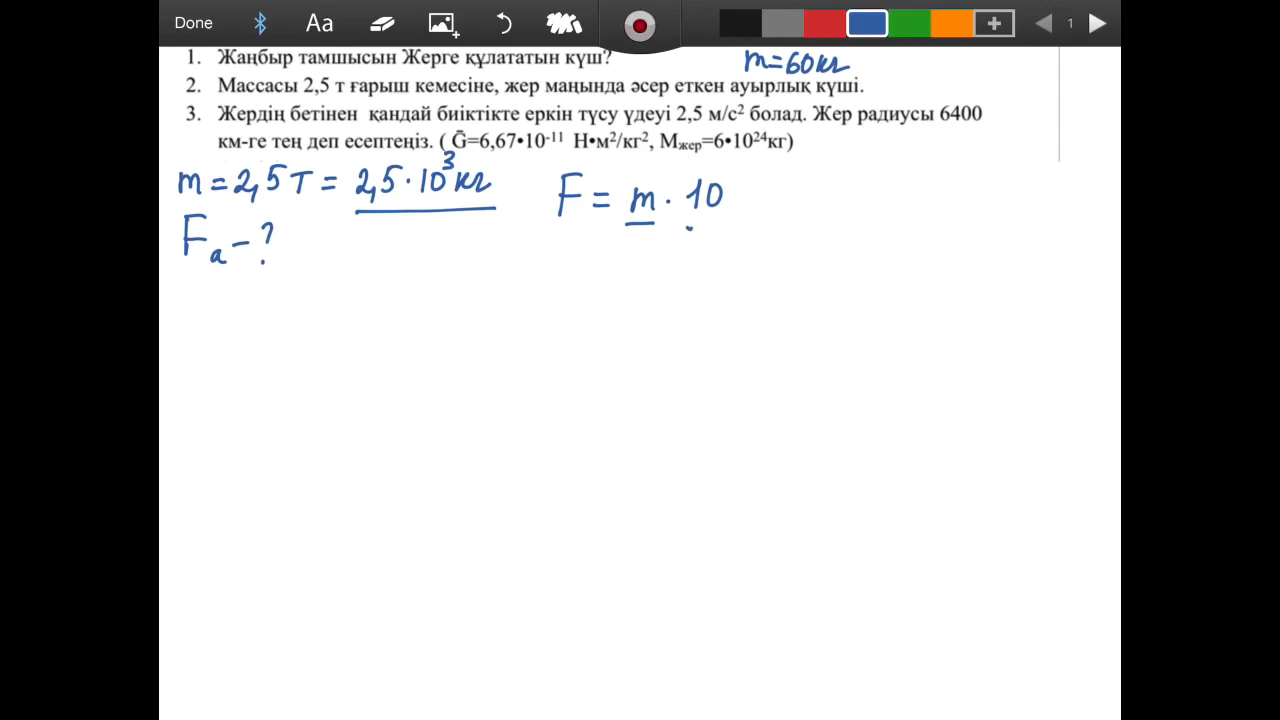 Done Aa 1
1. Жаңбыр тамшысын Жерге құлататын күш?
m=60кг
2. Массасы 2,5 т ғарыш кемесіне, жер маңында әсер еткен ауырлық күші.
3. Жердің бетінен қандай биіктікте еркін түсу үдеуі 2,5 м/с² болад. Жер радиусы 6400
км-ге тең деп есептеңіз. ( Ḡ=6,67•10⁻¹¹ Н•м²/кг², Мжер=6•10²⁴кг)
m = 2,5 т = 2,5 · 10³ кг
F = m · 10
Fa – ?